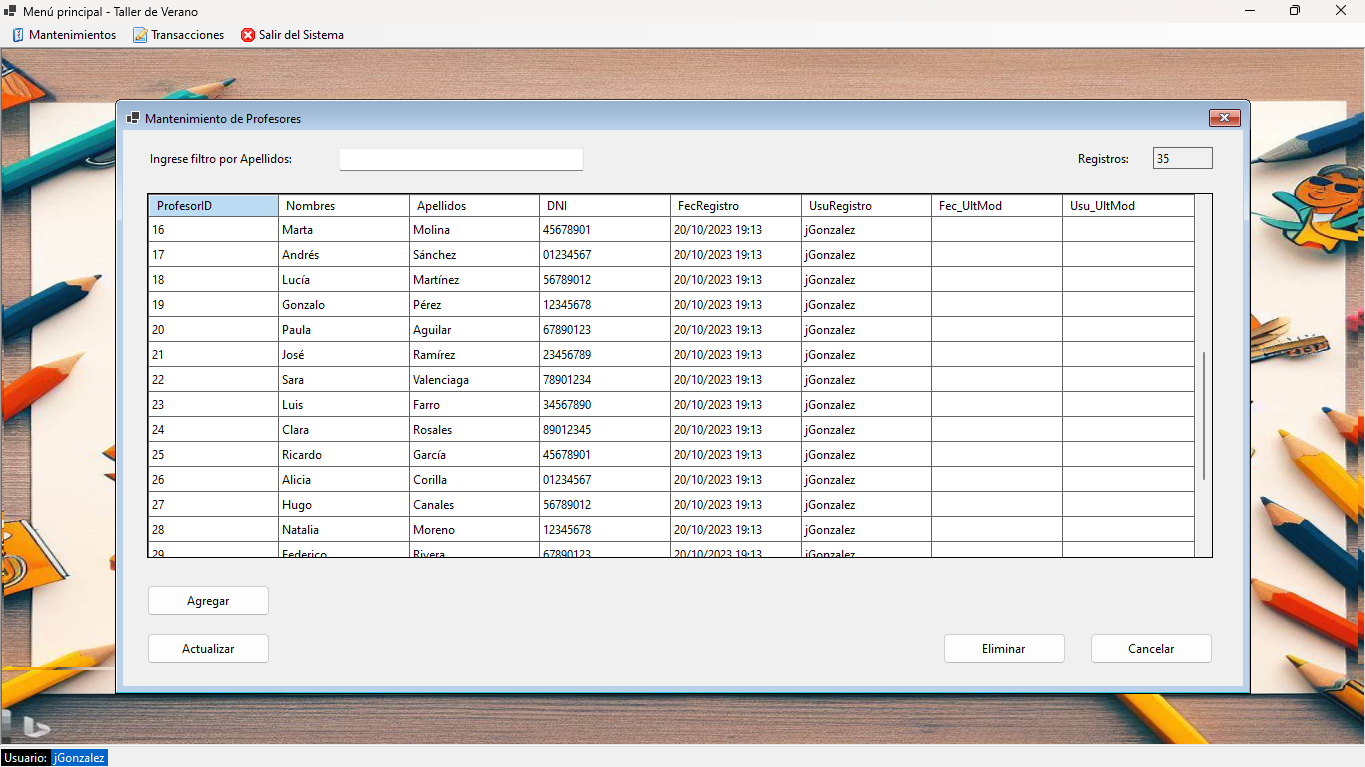 Menú principal - Taller de Verano
Mantenimientos Transacciones Salir del Sistema
Mantenimiento de Profesores
Ingrese filtro por Apellidos: Registros: 35
ProfesorID Nombres Apellidos DNI FecRegistro UsuRegistro Fec_UltMod Usu_UltMod
16 Marta Molina 45678901 20/10/2023 19:13 jGonzalez
17 Andrés Sánchez 01234567 20/10/2023 19:13 jGonzalez
18 Lucía Martínez 56789012 20/10/2023 19:13 jGonzalez
19 Gonzalo Pérez 12345678 20/10/2023 19:13 jGonzalez
20 Paula Aguilar 67890123 20/10/2023 19:13 jGonzalez
21 José Ramírez 23456789 20/10/2023 19:13 jGonzalez
22 Sara Valenciaga 78901234 20/10/2023 19:13 jGonzalez
23 Luis Farro 34567890 20/10/2023 19:13 jGonzalez
24 Clara Rosales 89012345 20/10/2023 19:13 jGonzalez
25 Ricardo García 45678901 20/10/2023 19:13 jGonzalez
26 Alicia Corilla 01234567 20/10/2023 19:13 jGonzalez
27 Hugo Canales 56789012 20/10/2023 19:13 jGonzalez
28 Natalia Moreno 12345678 20/10/2023 19:13 jGonzalez
29 Federico Rivera 67890123 20/10/2023 19:13 jGonzalez
Agregar
Actualizar Eliminar Cancelar
Usuario: jGonzalez